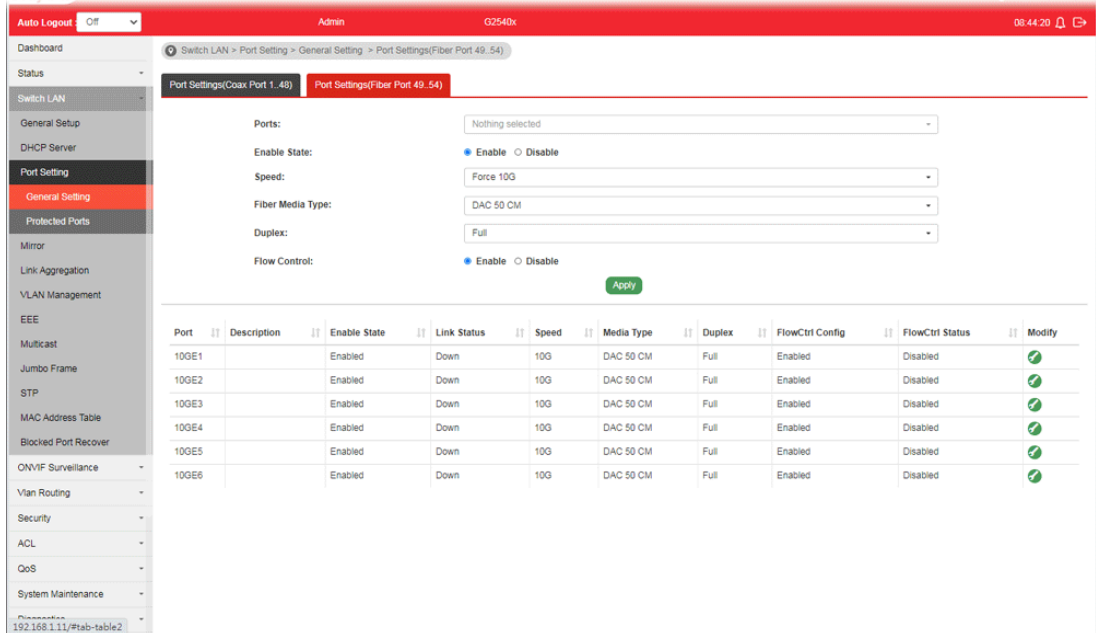 Auto Logout: Off Admin G2540x 08:44:20
Dashboard
Status
Switch LAN
General Setup
DHCP Server
Port Setting
General Setting
Protected Ports
Mirror
Link Aggregation
VLAN Management
EEE
Multicast
Jumbo Frame
STP
MAC Address Table
Blocked Port Recover
ONVIF Surveillance
Vlan Routing
Security
ACL
QoS
System Maintenance
192.168.1.11/#tab-table2
Switch LAN > Port Setting > General Setting > Port Settings(Fiber Port 49..54)
Port Settings(Coax Port 1..48) Port Settings(Fiber Port 49..54)
Ports: Nothing selected
Enable State: Enable Disable
Speed: Force 10G
Fiber Media Type: DAC 50 CM
Duplex: Full
Flow Control: Enable Disable
Apply
Port Description Enable State Link Status Speed Media Type Duplex FlowCtrl Config FlowCtrl Status Modify
10GE1 Enabled Down 10G DAC 50 CM Full Enabled Disabled
10GE2 Enabled Down 10G DAC 50 CM Full Enabled Disabled
10GE3 Enabled Down 10G DAC 50 CM Full Enabled Disabled
10GE4 Enabled Down 10G DAC 50 CM Full Enabled Disabled
10GE5 Enabled Down 10G DAC 50 CM Full Enabled Disabled
10GE6 Enabled Down 10G DAC 50 CM Full Enabled Disabled